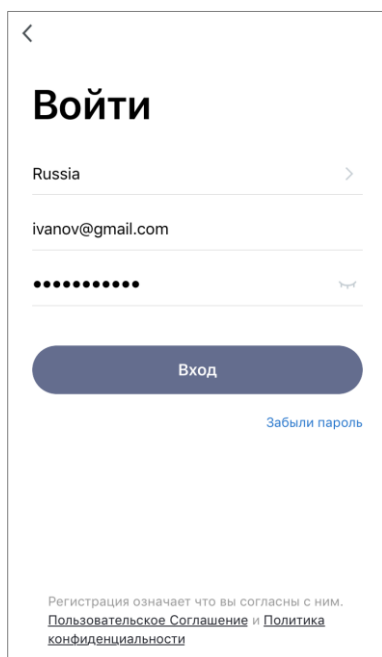 Войти
Russia
ivanov@gmail.com
•••••••••••
Вход
Забыли пароль
Регистрация означает что вы согласны с ним.
Пользовательское Соглашение и Политика
конфиденциальности